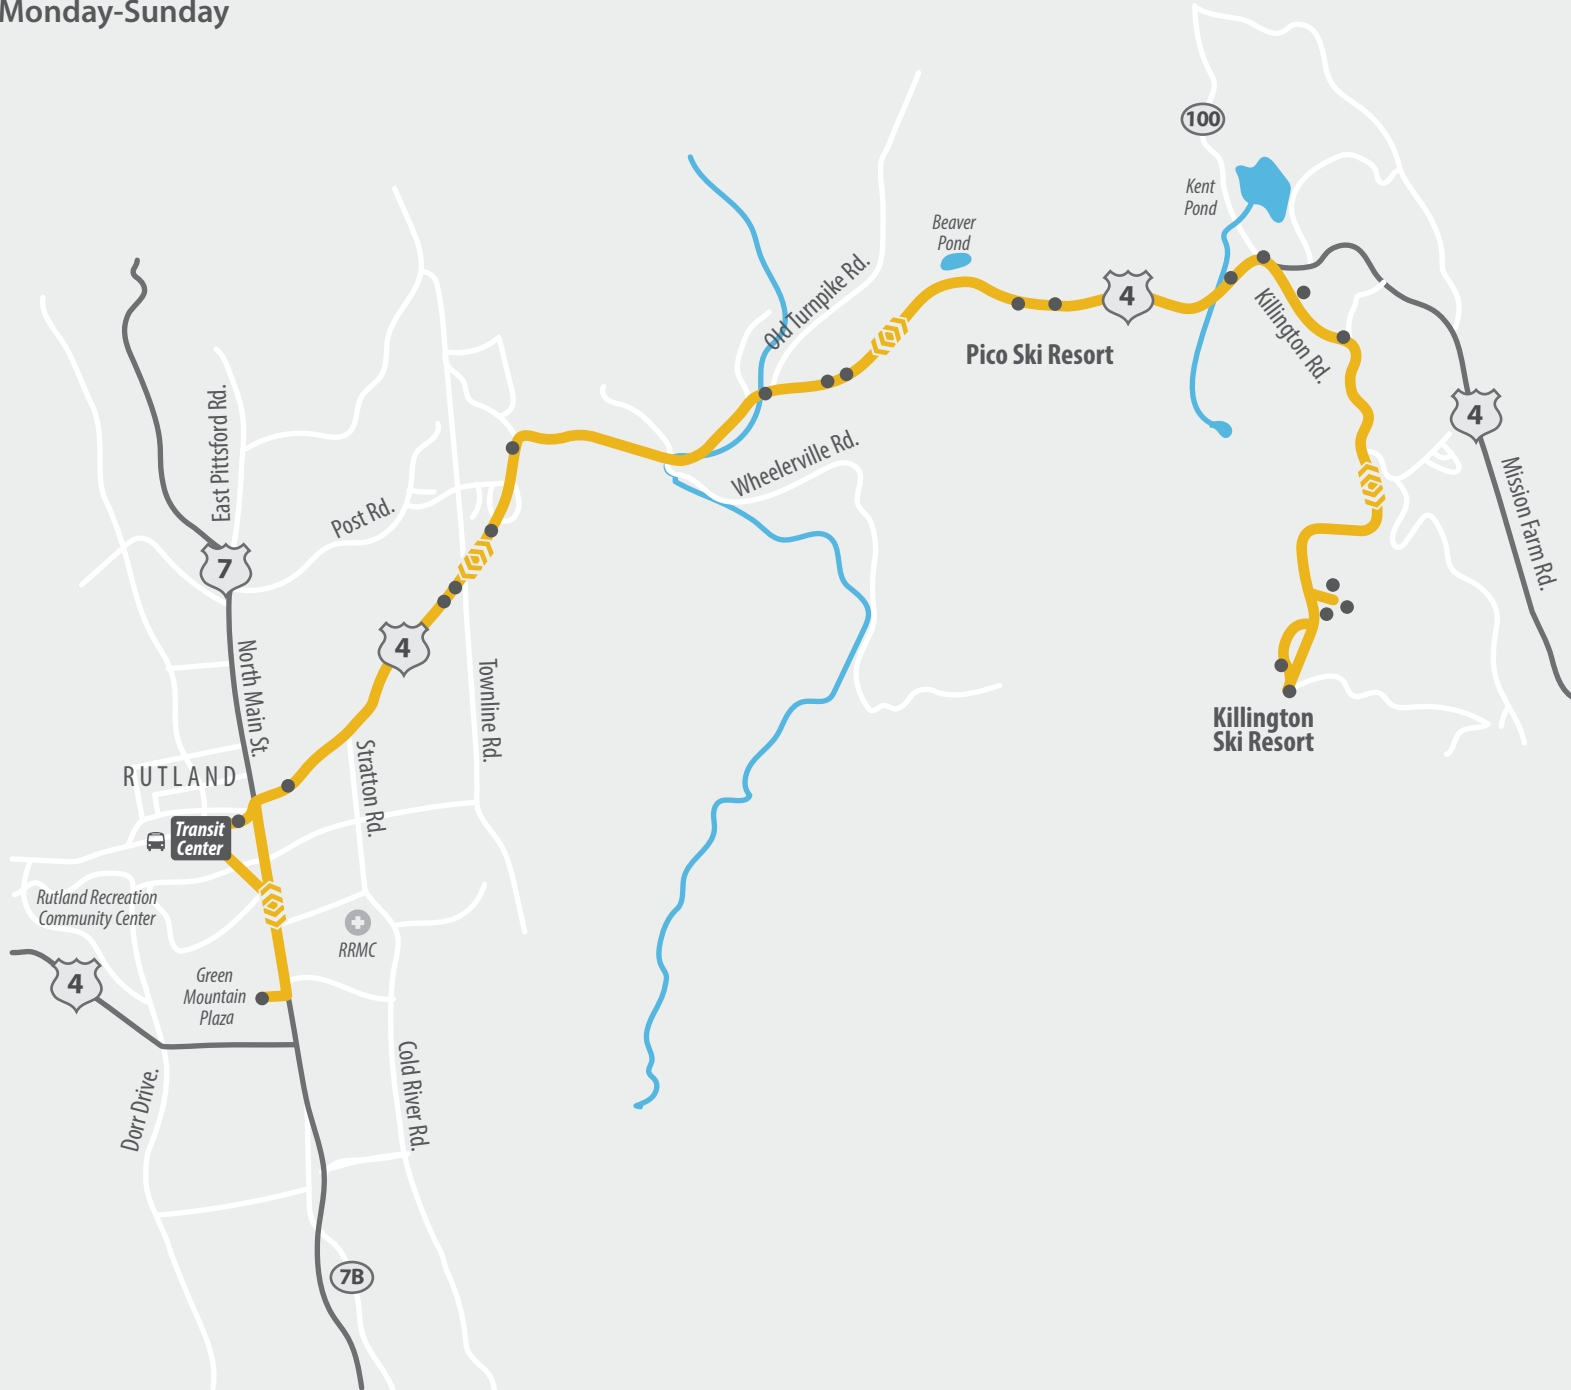 Monday-Sunday
100
Kent
Pond
Beaver
Pond
Old Turnpike Rd.
4
Killington Rd.
Pico Ski Resort
4
East Pittsford Rd.
Wheelerville Rd.
Mission Farm Rd.
Post Rd.
7
4
North Main St.
Townline Rd.
Killington
Ski Resort
Stratton Rd.
RUTLAND
Transit
Center
Rutland Recreation
Community Center
RRMC
4
Green
Mountain
Plaza
Dorr Drive.
Cold River Rd.
7B